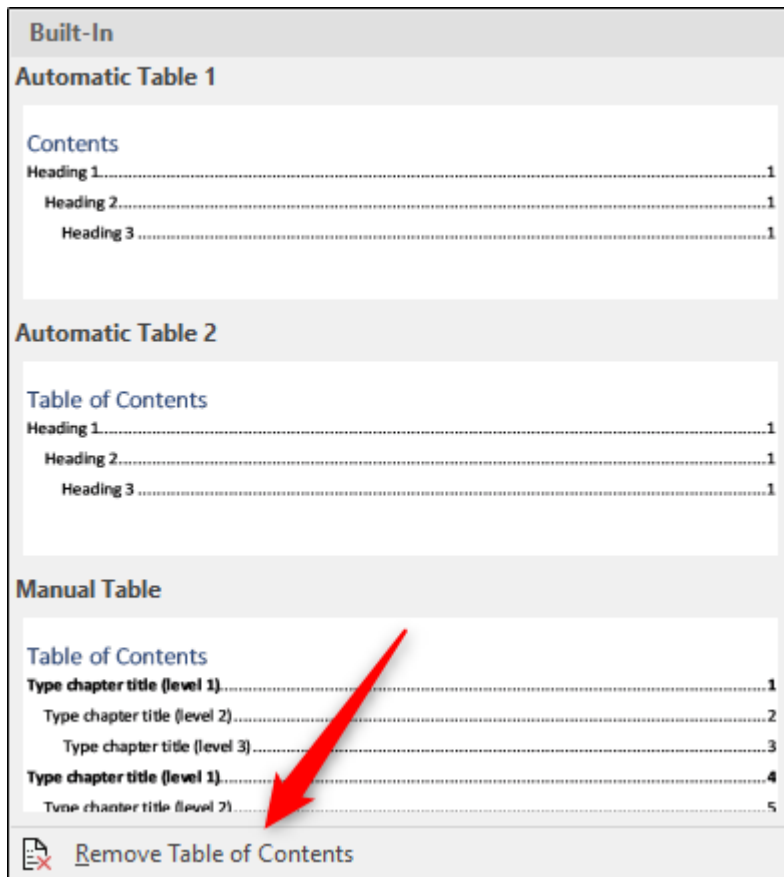 Built-In
Automatic Table 1
Contents
Heading 1........................................................................1
Heading 2........................................................................1
Heading 3........................................................................1
Automatic Table 2
Table of Contents
Heading 1........................................................................1
Heading 2........................................................................1
Heading 3........................................................................1
Manual Table
Table of Contents
Type chapter title (level 1)........................................................................1
Type chapter title (level 2)........................................................................2
Type chapter title (level 3)........................................................................3
Type chapter title (level 1)........................................................................4
Type chapter title (level 2)........................................................................5
Remove Table of Contents